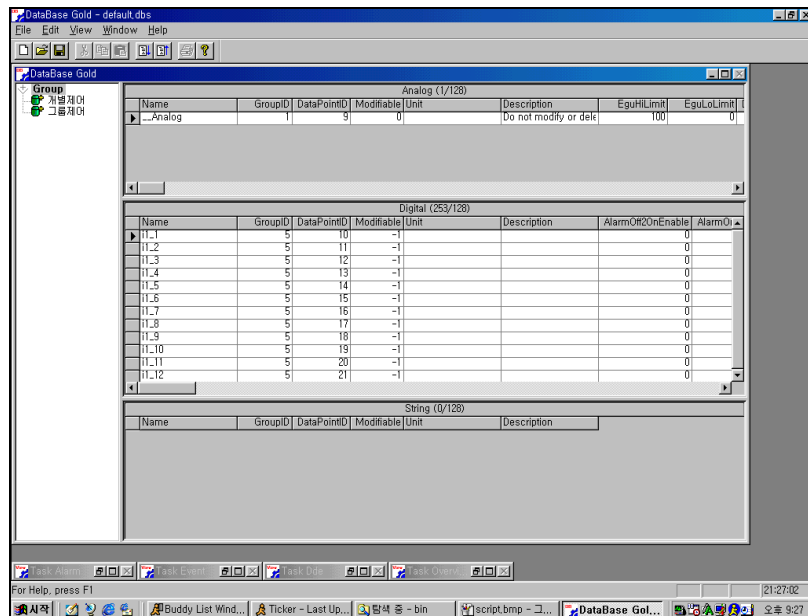 DataBase Gold - default.dbs
File Edit View Window Help
DataBase Gold
Group
개별제어
그룹제어
Analog (1/128)
Name GroupID DataPointID Modifiable Unit Description EguHiLimit EguLoLimit
__Analog 1 9 0 Do not modify or dele 100 0
Digital (253/128)
Name GroupID DataPointID Modifiable Unit Description AlarmOff2OnEnable AlarmO
i1_1 5 10 -1 0
i1_2 5 11 -1 0
i1_3 5 12 -1 0
i1_4 5 13 -1 0
i1_5 5 14 -1 0
i1_6 5 15 -1 0
i1_7 5 16 -1 0
i1_8 5 17 -1 0
i1_9 5 18 -1 0
i1_10 5 19 -1 0
i1_11 5 20 -1 0
i1_12 5 21 -1 0
String (0/128)
Name GroupID DataPointID Modifiable Unit Description
Task Alarm Task Event Task Dde Task Overv
For Help, press F1 21:27:02
시작 Buddy List Wind... Ticker - Last Up... 탐색 중 - bin script.bmp - 그... DataBase Gol... 오후 9:27